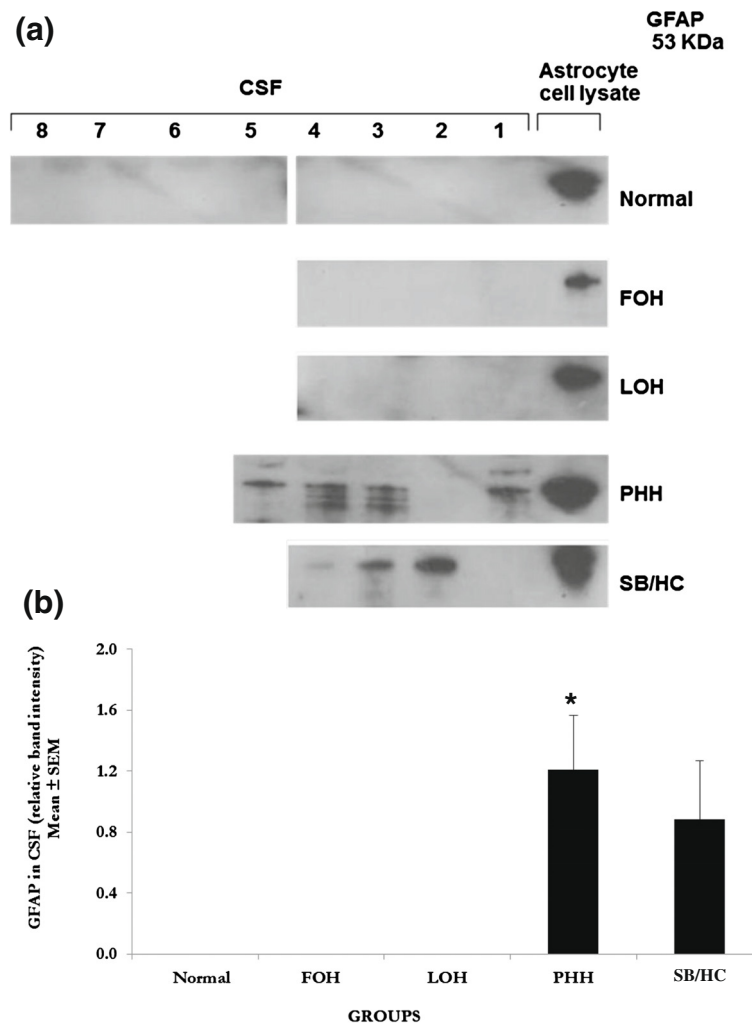 (a)
GFAP
53 KDa
CSF
Astrocyte
cell lysate
8 7 6 5 4 3 2 1
Normal
FOH
LOH
PHH
SB/HC
(b)
GFAP in CSF (relative band intensity)
Mean ± SEM
2.0
1.6
1.2
0.8
0.4
0.0
*
Normal FOH LOH PHH SB/HC
GROUPS